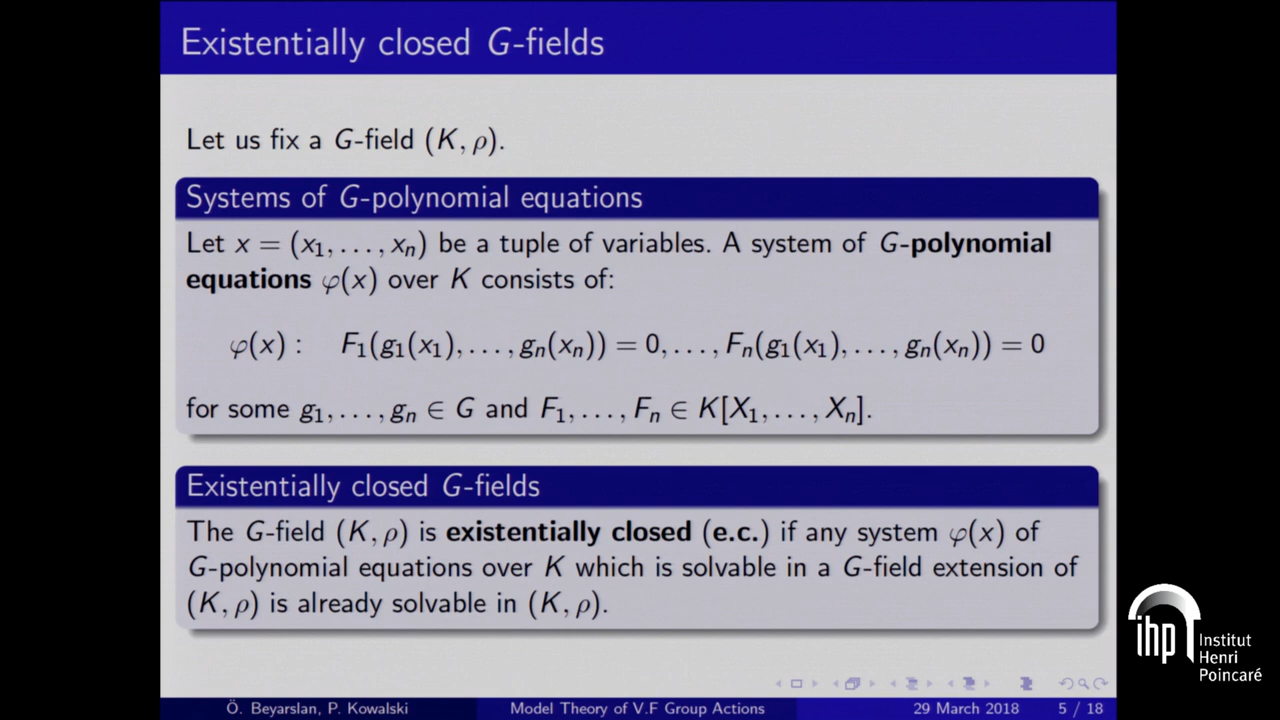 Existentially closed G-fields
Let us fix a G-field (K, ρ).
Systems of G-polynomial equations
Let x = (x₁, . . . , xₙ) be a tuple of variables. A system of G-polynomial
equations φ(x) over K consists of:
φ(x) : F₁(g₁(x₁), . . . , gₙ(xₙ)) = 0, . . . , Fₙ(g₁(x₁), . . . , gₙ(xₙ)) = 0
for some g₁, . . . , gₙ ∈ G and F₁, . . . , Fₙ ∈ K[X₁, . . . , Xₙ].
Existentially closed G-fields
The G-field (K, ρ) is existentially closed (e.c.) if any system φ(x) of
G-polynomial equations over K which is solvable in a G-field extension of
(K, ρ) is already solvable in (K, ρ).
ihp Institut
Henri
Poincaré
Ö. Beyarslan, P. Kowalski Model Theory of V.F Group Actions 29 March 2018 5 / 18